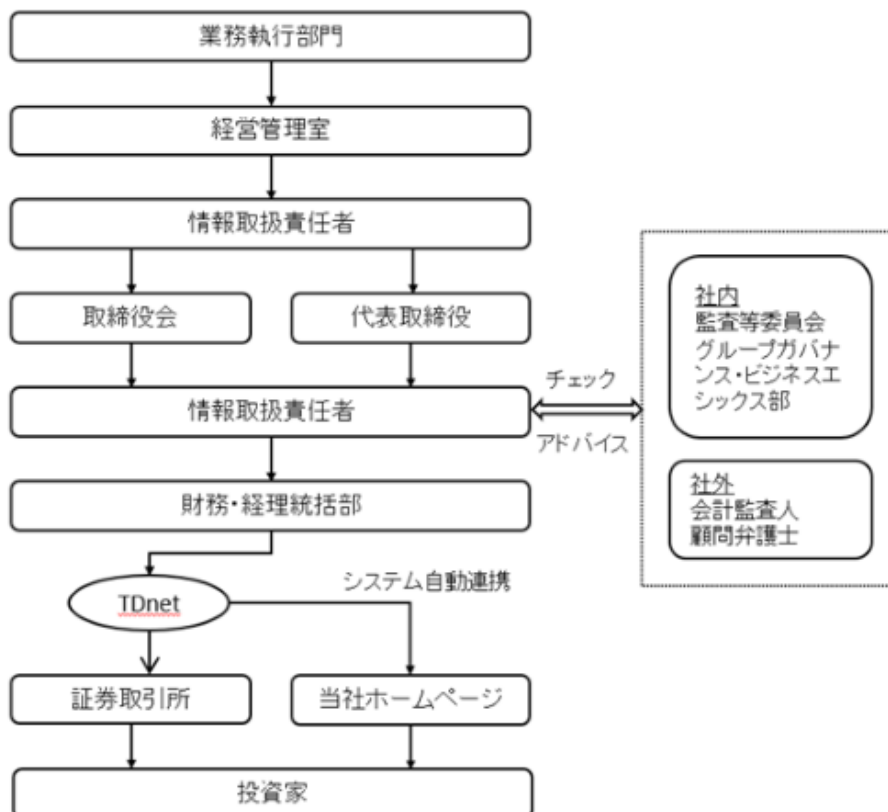 業務執行部門
経営管理室
情報取扱責任者
取締役会
代表取締役
情報取扱責任者
チェック
アドバイス
社内
監査等委員会
グループガバナ
ンス・ビジネスエ
シックス部
社外
会計監査人
顧問弁護士
財務・経理統括部
システム自動連携
TDnet
証券取引所
当社ホームページ
投資家